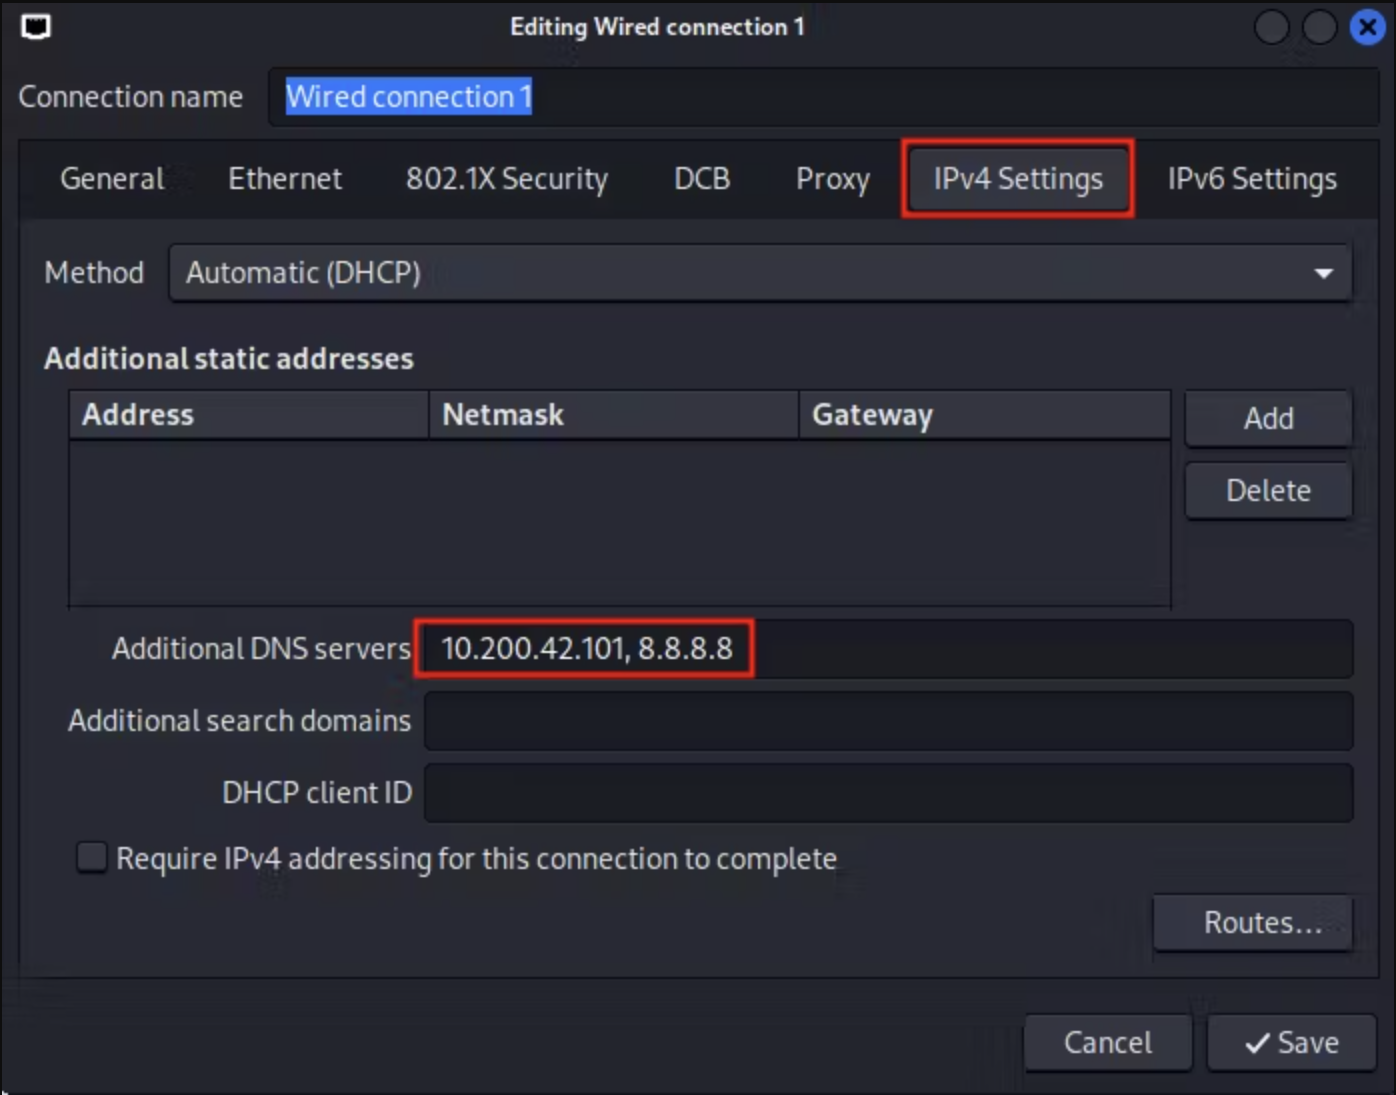 Editing Wired connection 1
Connection name Wired connection 1
General Ethernet 802.1X Security DCB Proxy IPv4 Settings IPv6 Settings
Method Automatic (DHCP)
Additional static addresses
Address Netmask Gateway Add
Delete
Additional DNS servers 10.200.42.101, 8.8.8.8
Additional search domains
DHCP client ID
Require IPv4 addressing for this connection to complete
Routes...
Cancel Save